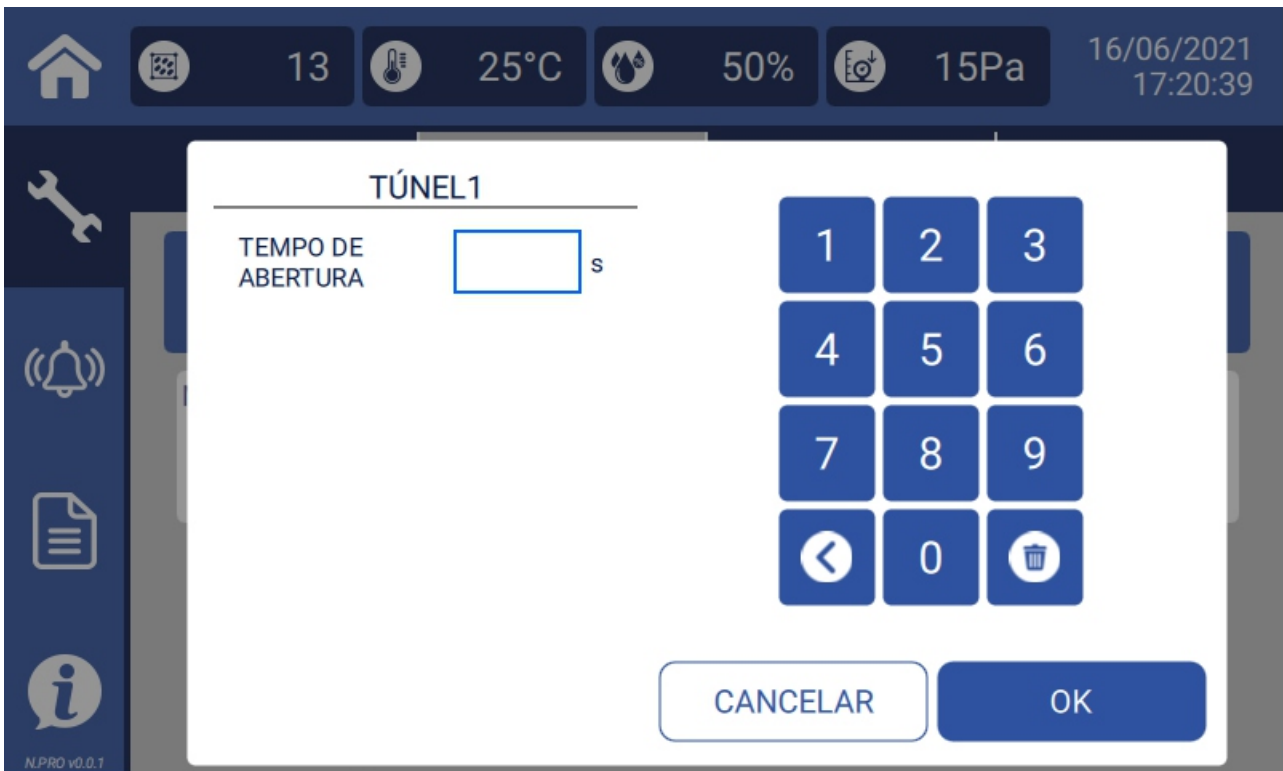 13
25°C
50%
15Pa
16/06/2021
17:20:39
TÚNEL1
TEMPO DE
ABERTURA
s
1 2 3
4 5 6
7 8 9
0
CANCELAR
OK
N.PRO v0.0.1